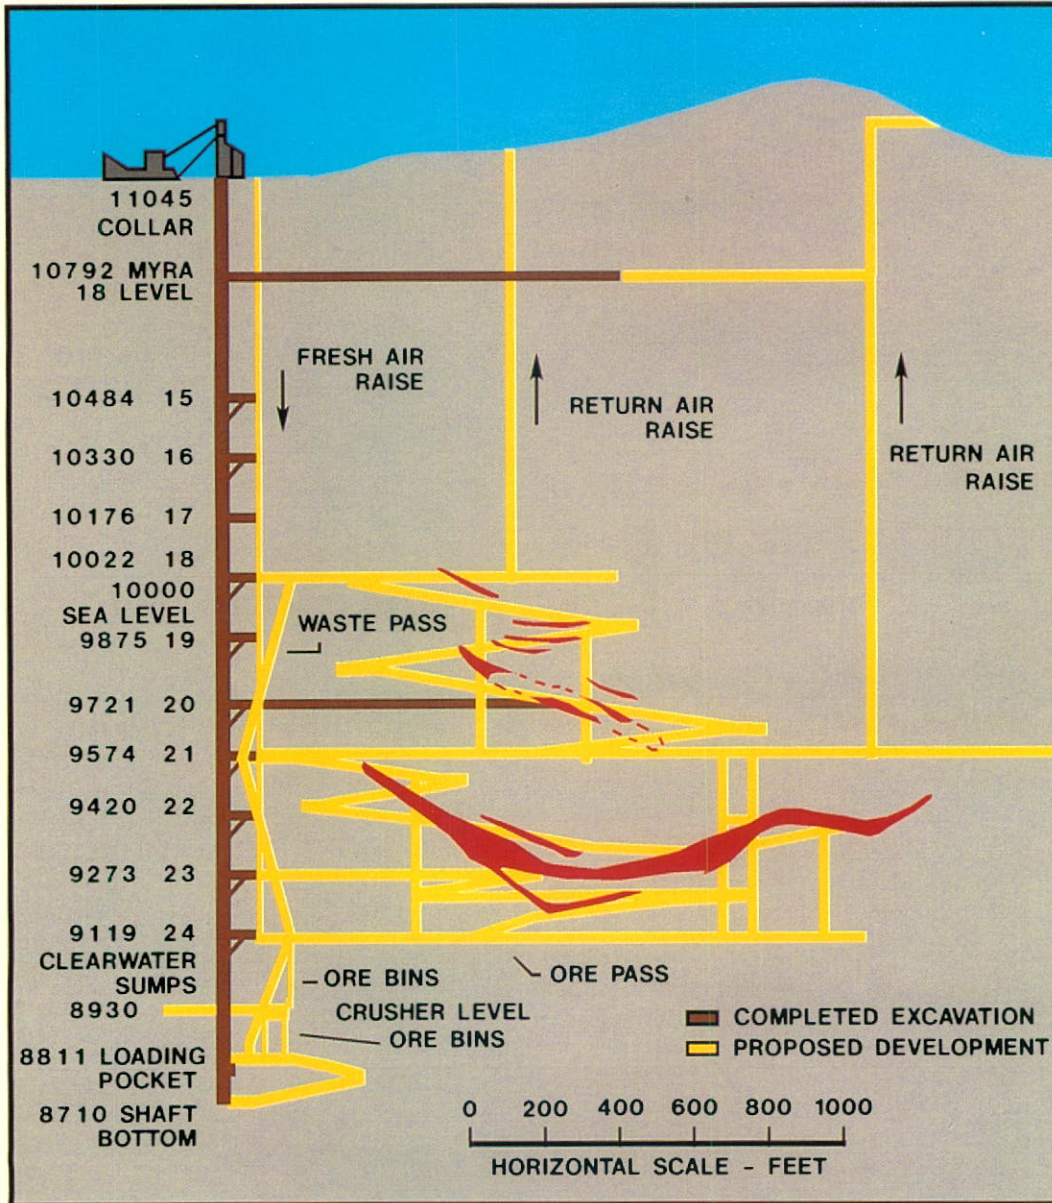 11045
COLLAR
10792 MYRA
18 LEVEL
FRESH AIR
RAISE
RETURN AIR
RAISE
RETURN AIR
RAISE
10484 15
10330 16
10176 17
10022 18
10000
SEA LEVEL
WASTE PASS
9875 19
9721 20
9574 21
9420 22
9273 23
9119 24
CLEARWATER
SUMPS
ORE BINS
ORE PASS
8930
CRUSHER LEVEL
ORE BINS
COMPLETED EXCAVATION
PROPOSED DEVELOPMENT
8811 LOADING
POCKET
8710 SHAFT
BOTTOM
0 200 400 600 800 1000
HORIZONTAL SCALE - FEET